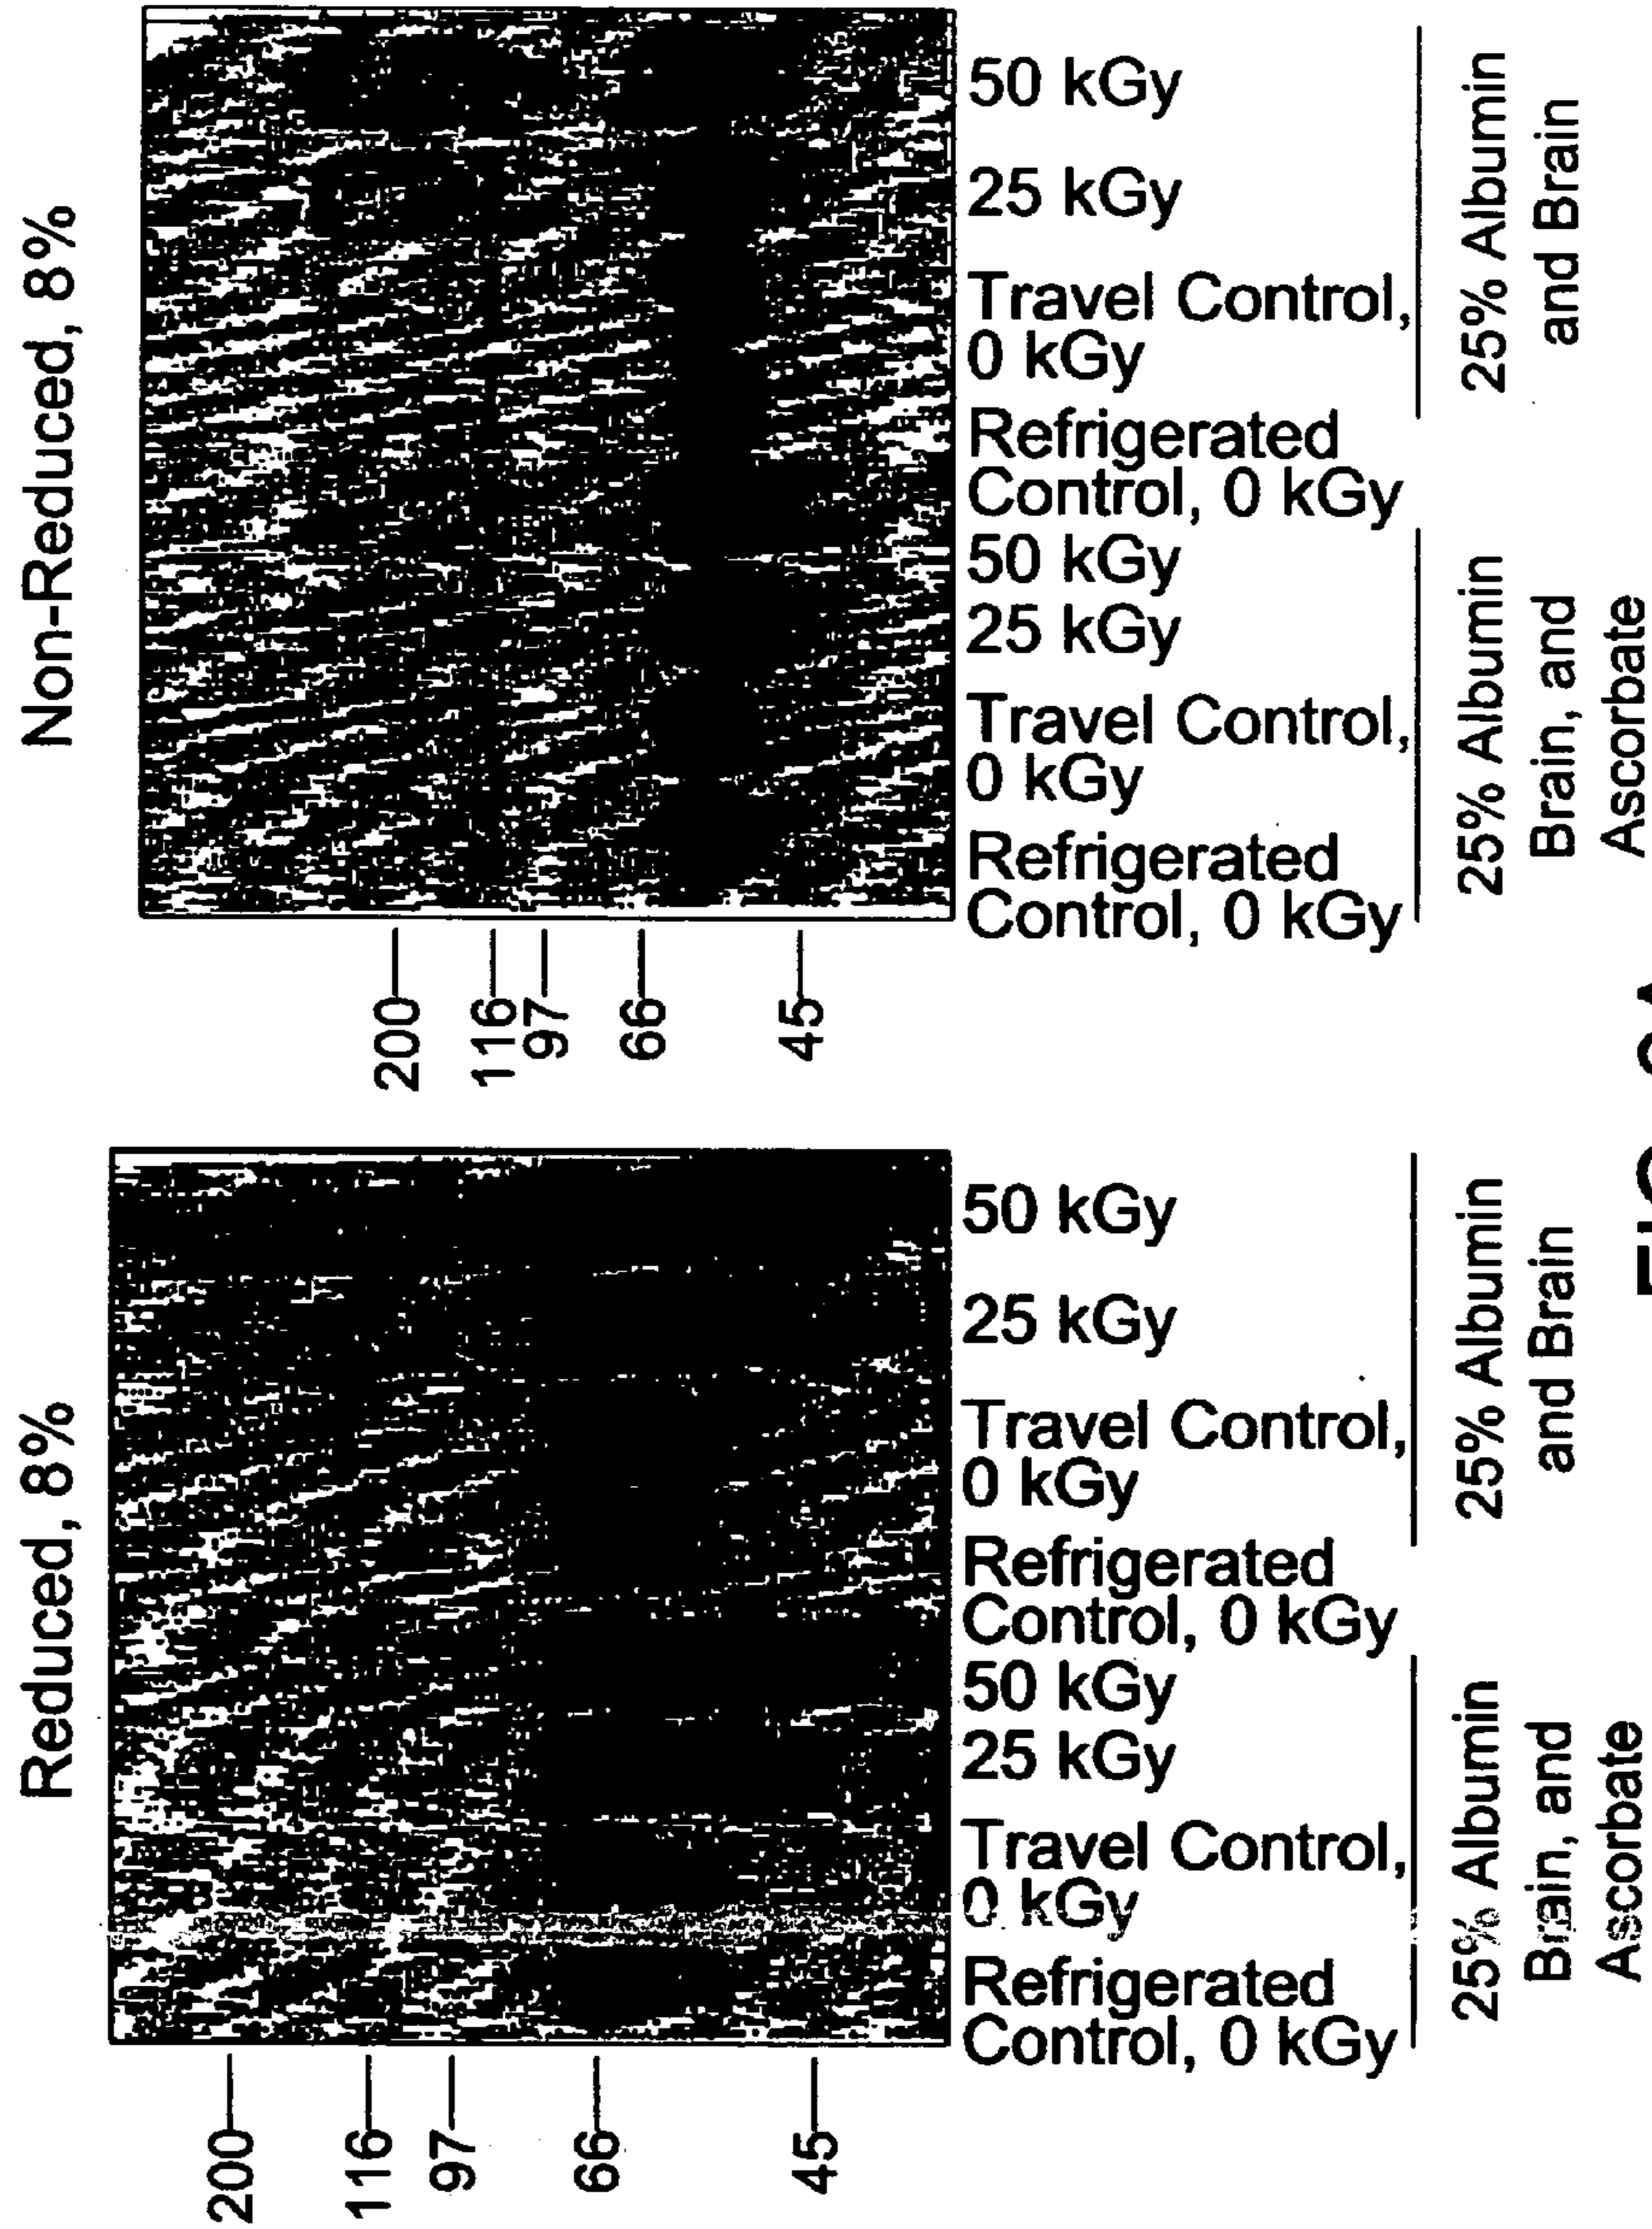 Reduced, 8%
200
116
97
66
45
Refrigerated
Control, 0 kGy
Travel Control,
0 kGy
25 kGy
50 kGy
Refrigerated
Control, 0 kGy
Travel Control,
0 kGy
25 kGy
50 kGy
25% Albumin
Brain, and
Ascorbate
25% Albumin
and Brain
Non-Reduced, 8%
200
116
97
66
45
Refrigerated
Control, 0 kGy
Travel Control,
0 kGy
25 kGy
50 kGy
Refrigerated
Control, 0 kGy
Travel Control,
0 kGy
25 kGy
50 kGy
25% Albumin
Brain, and
Ascorbate
25% Albumin
and Brain